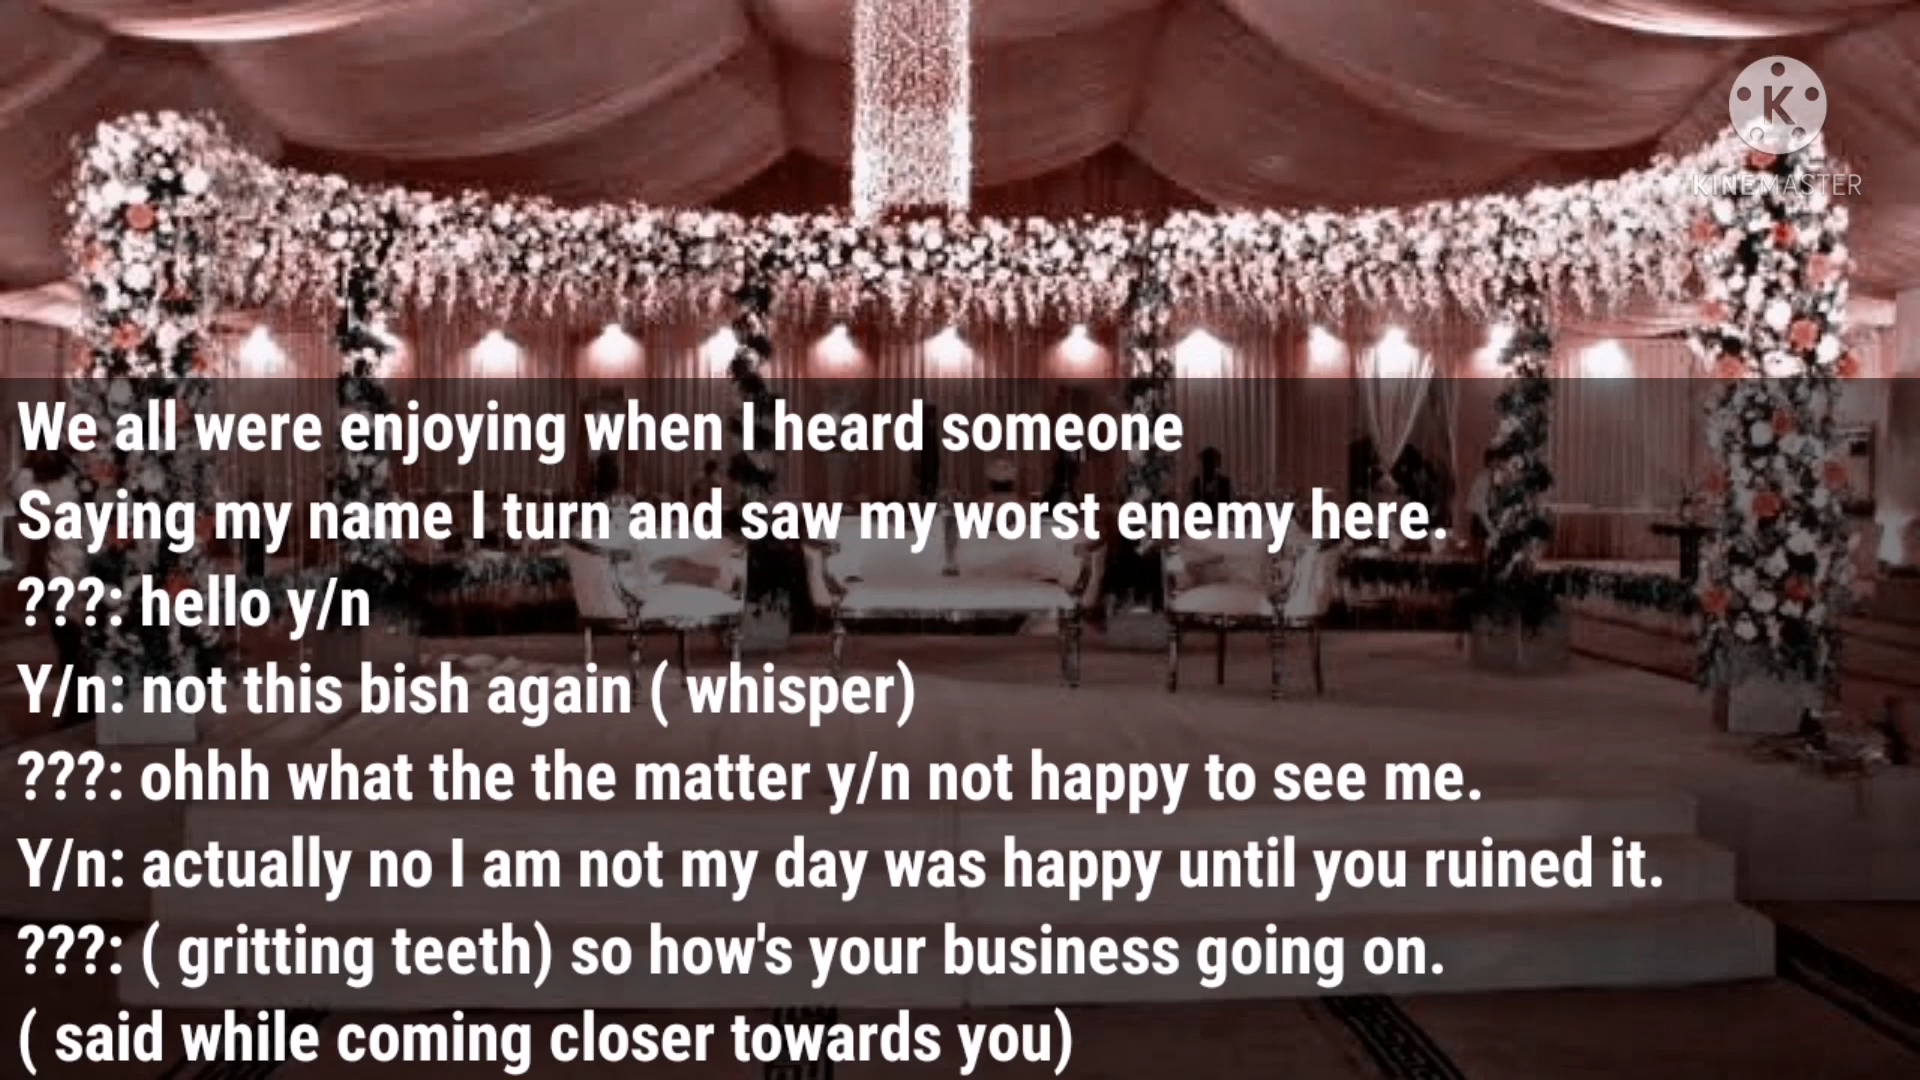 K
KINEMASTER
We all were enjoying when I heard someone
Saying my name I turn and saw my worst enemy here.
???: hello y/n
Y/n: not this bish again ( whisper)
???: ohhh what the the matter y/n not happy to see me.
Y/n: actually no I am not my day was happy until you ruined it.
???: ( gritting teeth) so how's your business going on.
( said while coming closer towards you)